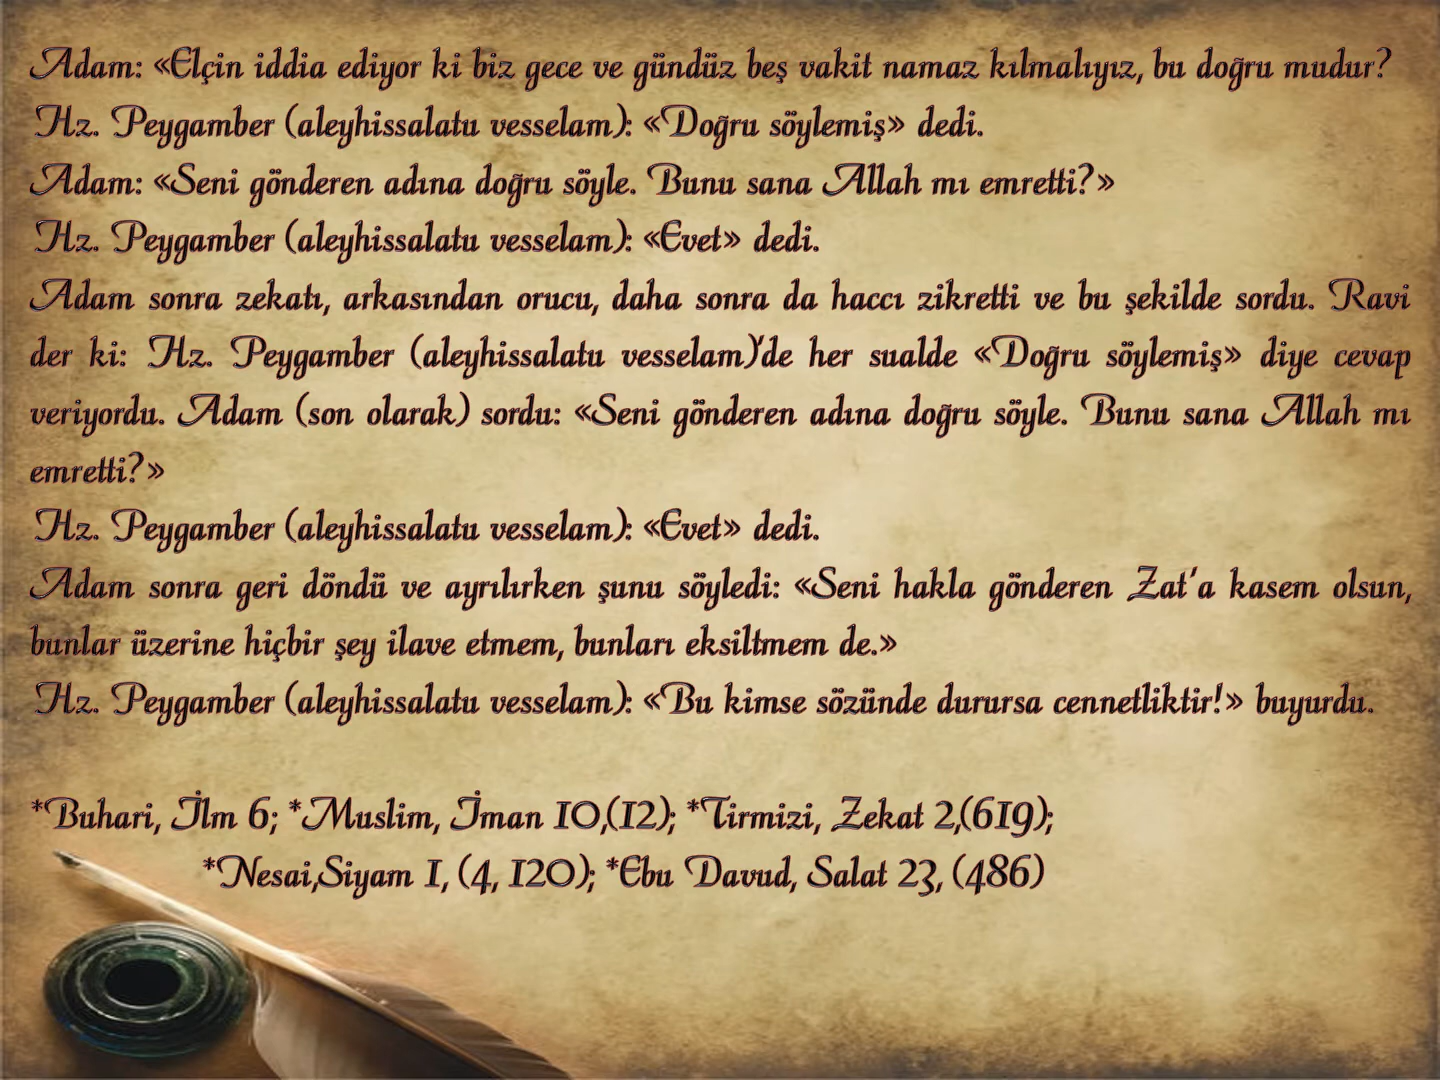 Adam: «Elçin iddia ediyor ki biz gece ve gündüz beş vakit namaz kılmalıyız, bu doğru mudur?
Hz. Peygamber (aleyhissalatu vesselam): «Doğru söylemiş» dedi.
Adam: «Seni gönderen adına doğru söyle. Bunu sana Allah mı emretti?»
Hz. Peygamber (aleyhissalatu vesselam): «Evet» dedi.
Adam sonra zekatı, arkasından orucu, daha sonra da haccı zikretti ve bu şekilde sordu. Ravi
der ki: Hz. Peygamber (aleyhissalatu vesselam)'de her sualde «Doğru söylemiş» diye cevap
veriyordu. Adam (son olarak) sordu: «Seni gönderen adına doğru söyle. Bunu sana Allah mı
emretti?»
Hz. Peygamber (aleyhissalatu vesselam): «Evet» dedi.
Adam sonra geri döndü ve ayrılırken şunu söyledi: «Seni hakla gönderen Zat'a kasem olsun,
bunlar üzerine hiçbir şey ilave etmem, bunları eksiltmem de.»
Hz. Peygamber (aleyhissalatu vesselam): «Bu kimse sözünde durursa cennetliktir!» buyurdu.
*Buhari, İlm 6; *Muslim, İman 10,(12); *Tirmizi, Zekat 2,(619);
*Nesai,Siyam 1, (4, 120); *Ebu Davud, Salat 23, (486)